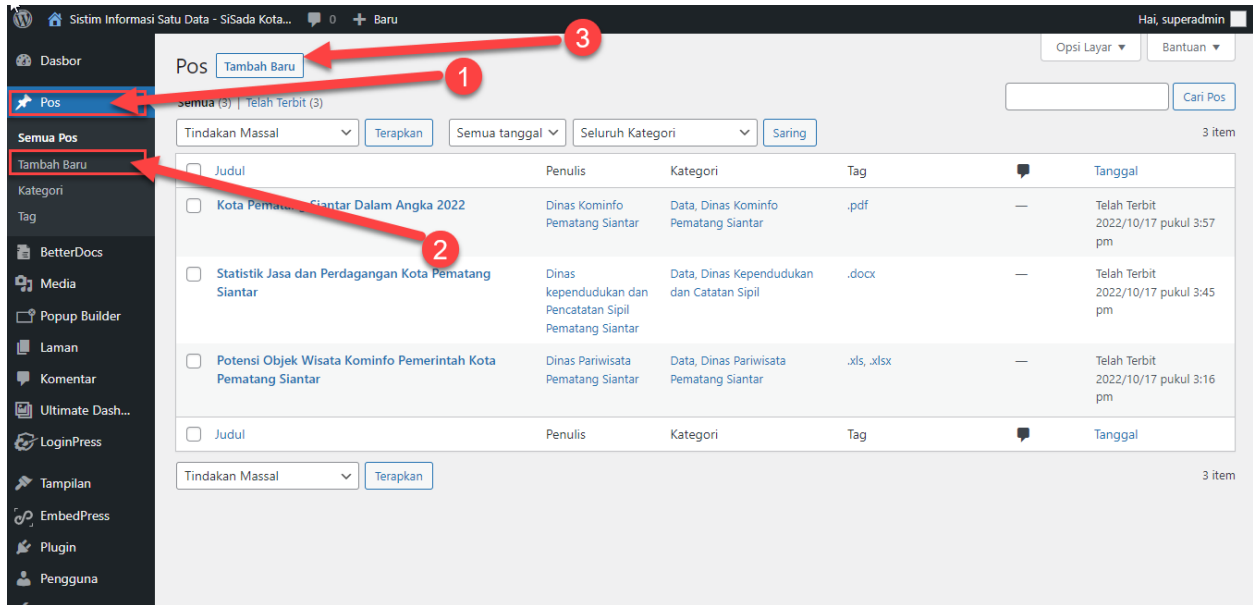 Sistim Informasi Satu Data - SiSada Kota...
0
Baru
Hai, superadmin
Dasbor
Pos
Semua Pos
Tambah Baru
Kategori
Tag
BetterDocs
Media
Popup Builder
Laman
Komentar
Ultimate Dash...
LoginPress
Tampilan
EmbedPress
Plugin
Pengguna
Opsi Layar
Bantuan
Pos
Tambah Baru
3
1
2
Semua (3) | Telah Terbit (3)
Cari Pos
Tindakan Massal
Terapkan
Semua tanggal
Seluruh Kategori
Saring
3 item
Judul
Penulis
Kategori
Tag
Tanggal
Kota Pematang Siantar Dalam Angka 2022
Dinas Kominfo
Pematang Siantar
Data, Dinas Kominfo
Pematang Siantar
.pdf
—
Telah Terbit
2022/10/17 pukul 3:57
pm
Statistik Jasa dan Perdagangan Kota Pematang
Siantar
Dinas
kependudukan dan
Pencatatan Sipil
Pematang Siantar
Data, Dinas Kependudukan
dan Catatan Sipil
.docx
—
Telah Terbit
2022/10/17 pukul 3:45
pm
Potensi Objek Wisata Kominfo Pemerintah Kota
Pematang Siantar
Dinas Pariwisata
Pematang Siantar
Data, Dinas Pariwisata
Pematang Siantar
.xls, .xlsx
—
Telah Terbit
2022/10/17 pukul 3:16
pm
Judul
Penulis
Kategori
Tag
Tanggal
Tindakan Massal
Terapkan
3 item